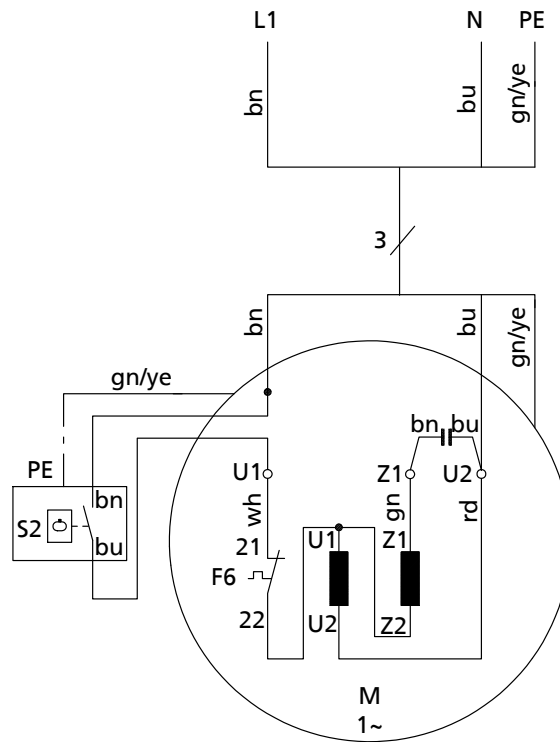 L1 N PE
bn bu gn/ye
3
bn bu gn/ye
gn/ye
bn bu
PE
U1 Z1 U2
bn
S2
bu
wh gn rd
21 U1 Z1
F6
22 U2 Z2
M
1~